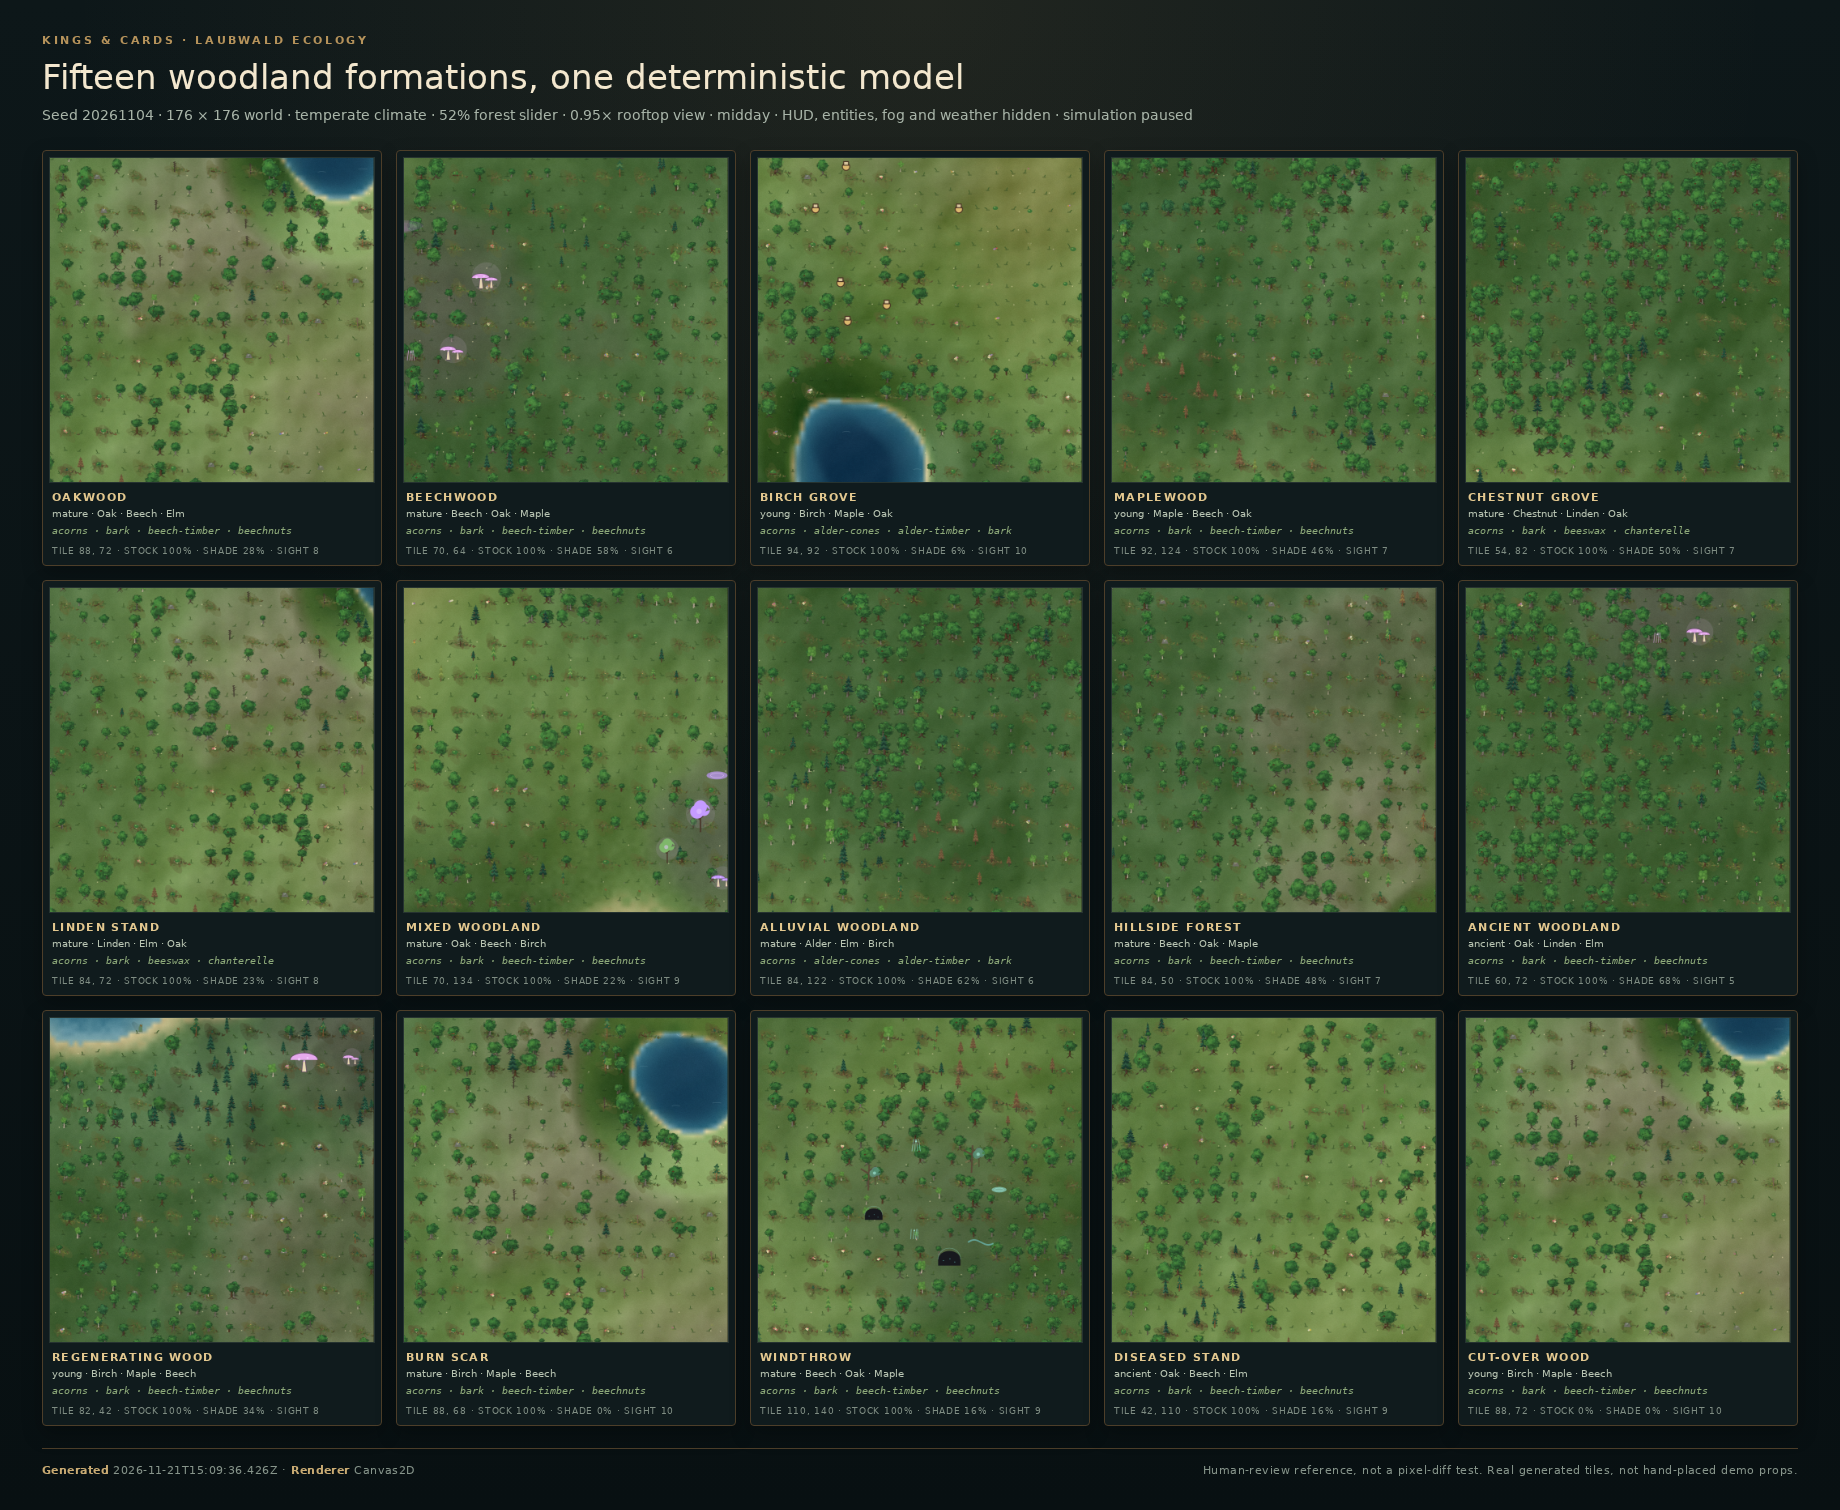 KINGS & CARDS · LAUBWALD ECOLOGY
Fifteen woodland formations, one deterministic model
Seed 20261104 · 176 × 176 world · temperate climate · 52% forest slider · 0.95× rooftop view · midday · HUD, entities, fog and weather hidden · simulation paused
OAKWOOD
mature · Oak · Beech · Elm
acorns · bark · beech-timber · beechnuts
TILE 88, 72 · STOCK 100% · SHADE 28% · SIGHT 8
BEECHWOOD
mature · Beech · Oak · Maple
acorns · bark · beech-timber · beechnuts
TILE 70, 64 · STOCK 100% · SHADE 58% · SIGHT 6
BIRCH GROVE
young · Birch · Maple · Oak
acorns · alder-cones · alder-timber · bark
TILE 94, 92 · STOCK 100% · SHADE 6% · SIGHT 10
MAPLEWOOD
young · Maple · Beech · Oak
acorns · bark · beech-timber · beechnuts
TILE 92, 124 · STOCK 100% · SHADE 46% · SIGHT 7
CHESTNUT GROVE
mature · Chestnut · Linden · Oak
acorns · bark · beeswax · chanterelle
TILE 54, 82 · STOCK 100% · SHADE 50% · SIGHT 7
LINDEN STAND
mature · Linden · Elm · Oak
acorns · bark · beeswax · chanterelle
TILE 84, 72 · STOCK 100% · SHADE 23% · SIGHT 8
MIXED WOODLAND
mature · Oak · Beech · Birch
acorns · bark · beech-timber · beechnuts
TILE 70, 134 · STOCK 100% · SHADE 22% · SIGHT 9
ALLUVIAL WOODLAND
mature · Alder · Elm · Birch
acorns · alder-cones · alder-timber · bark
TILE 84, 122 · STOCK 100% · SHADE 62% · SIGHT 6
HILLSIDE FOREST
mature · Beech · Oak · Maple
acorns · bark · beech-timber · beechnuts
TILE 84, 50 · STOCK 100% · SHADE 48% · SIGHT 7
ANCIENT WOODLAND
ancient · Oak · Linden · Elm
acorns · bark · beech-timber · beechnuts
TILE 60, 72 · STOCK 100% · SHADE 68% · SIGHT 5
REGENERATING WOOD
young · Birch · Maple · Beech
acorns · bark · beech-timber · beechnuts
TILE 82, 42 · STOCK 100% · SHADE 34% · SIGHT 8
BURN SCAR
mature · Birch · Maple · Beech
acorns · bark · beech-timber · beechnuts
TILE 88, 68 · STOCK 100% · SHADE 0% · SIGHT 10
WINDTHROW
mature · Beech · Oak · Maple
acorns · bark · beech-timber · beechnuts
TILE 110, 140 · STOCK 100% · SHADE 16% · SIGHT 9
DISEASED STAND
ancient · Oak · Beech · Elm
acorns · bark · beech-timber · beechnuts
TILE 42, 110 · STOCK 100% · SHADE 16% · SIGHT 9
CUT-OVER WOOD
young · Birch · Maple · Beech
acorns · bark · beech-timber · beechnuts
TILE 88, 72 · STOCK 0% · SHADE 0% · SIGHT 10
Generated 2026-11-21T15:09:36.426Z · Renderer Canvas2D
Human-review reference, not a pixel-diff test. Real generated tiles, not hand-placed demo props.